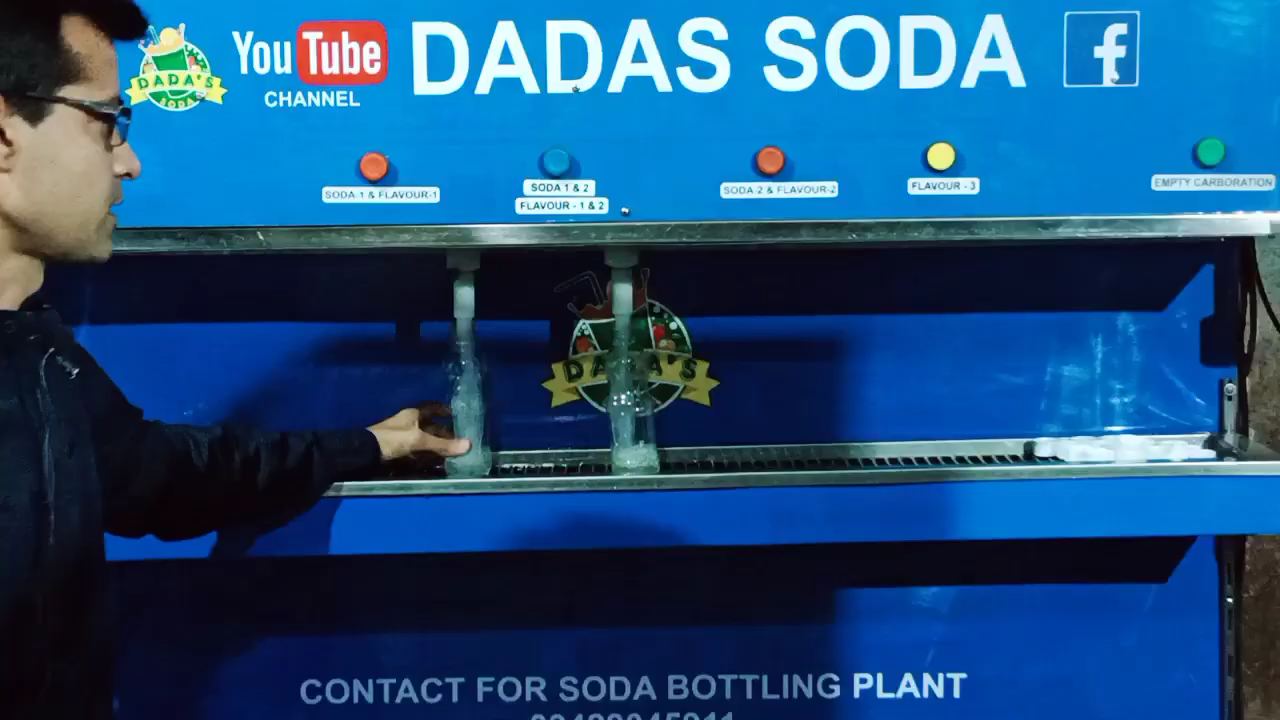 DADA'S
SODA
You Tube
CHANNEL
DADAS SODA
f
SODA-1 & FLAVOUR-1
SODA 1 & 2
FLAVOUR - 1 & 2
SODA-2 & FLAVOUR-2
FLAVOUR - 3
EMPTY CARBORATION
DADA'S
CONTACT FOR SODA BOTTLING PLANT